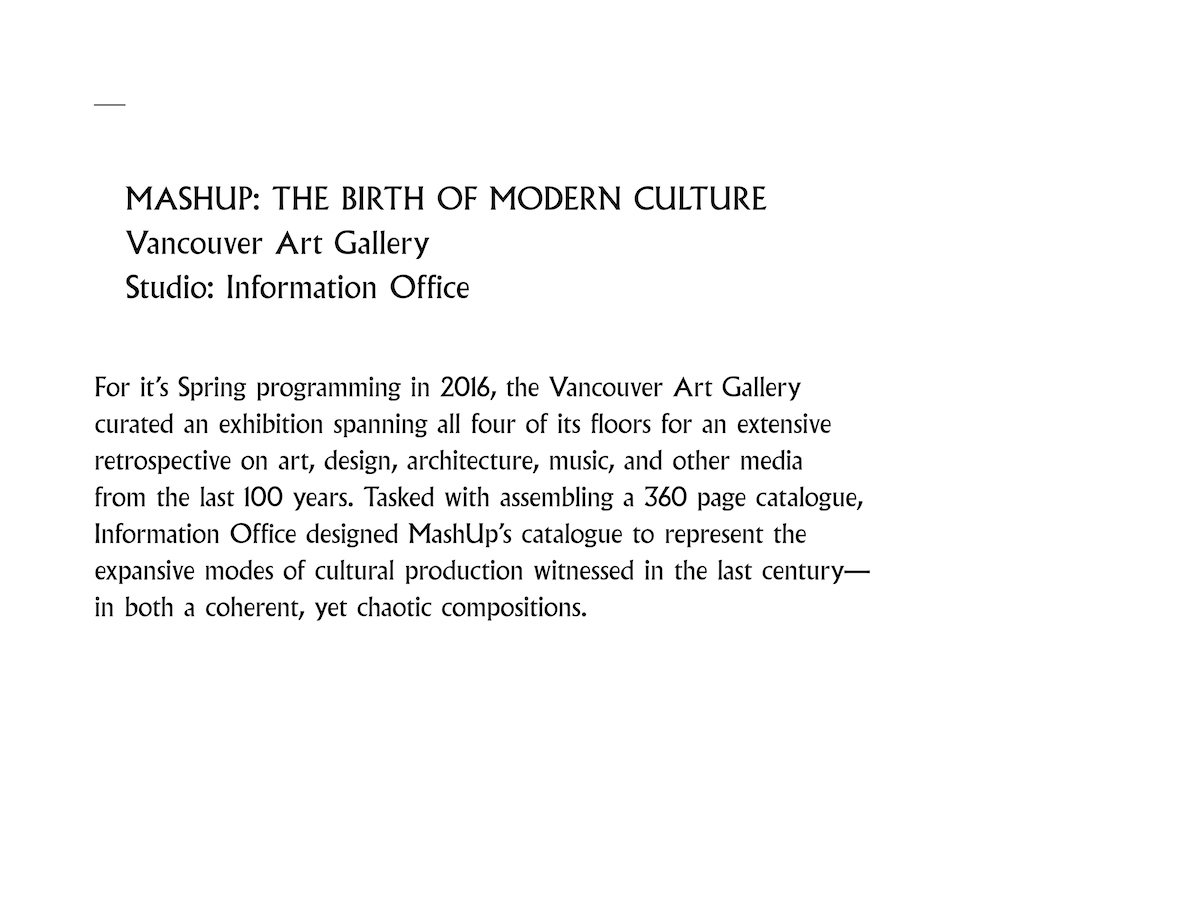 MASHUP: THE BIRTH OF MODERN CULTURE
Vancouver Art Gallery
Studio: Information Office
For it’s Spring programming in 2016, the Vancouver Art Gallery
curated an exhibition spanning all four of its floors for an extensive
retrospective on art, design, architecture, music, and other media
from the last 100 years. Tasked with assembling a 360 page catalogue,
Information Office designed MashUp’s catalogue to represent the
expansive modes of cultural production witnessed in the last century—
in both a coherent, yet chaotic compositions.